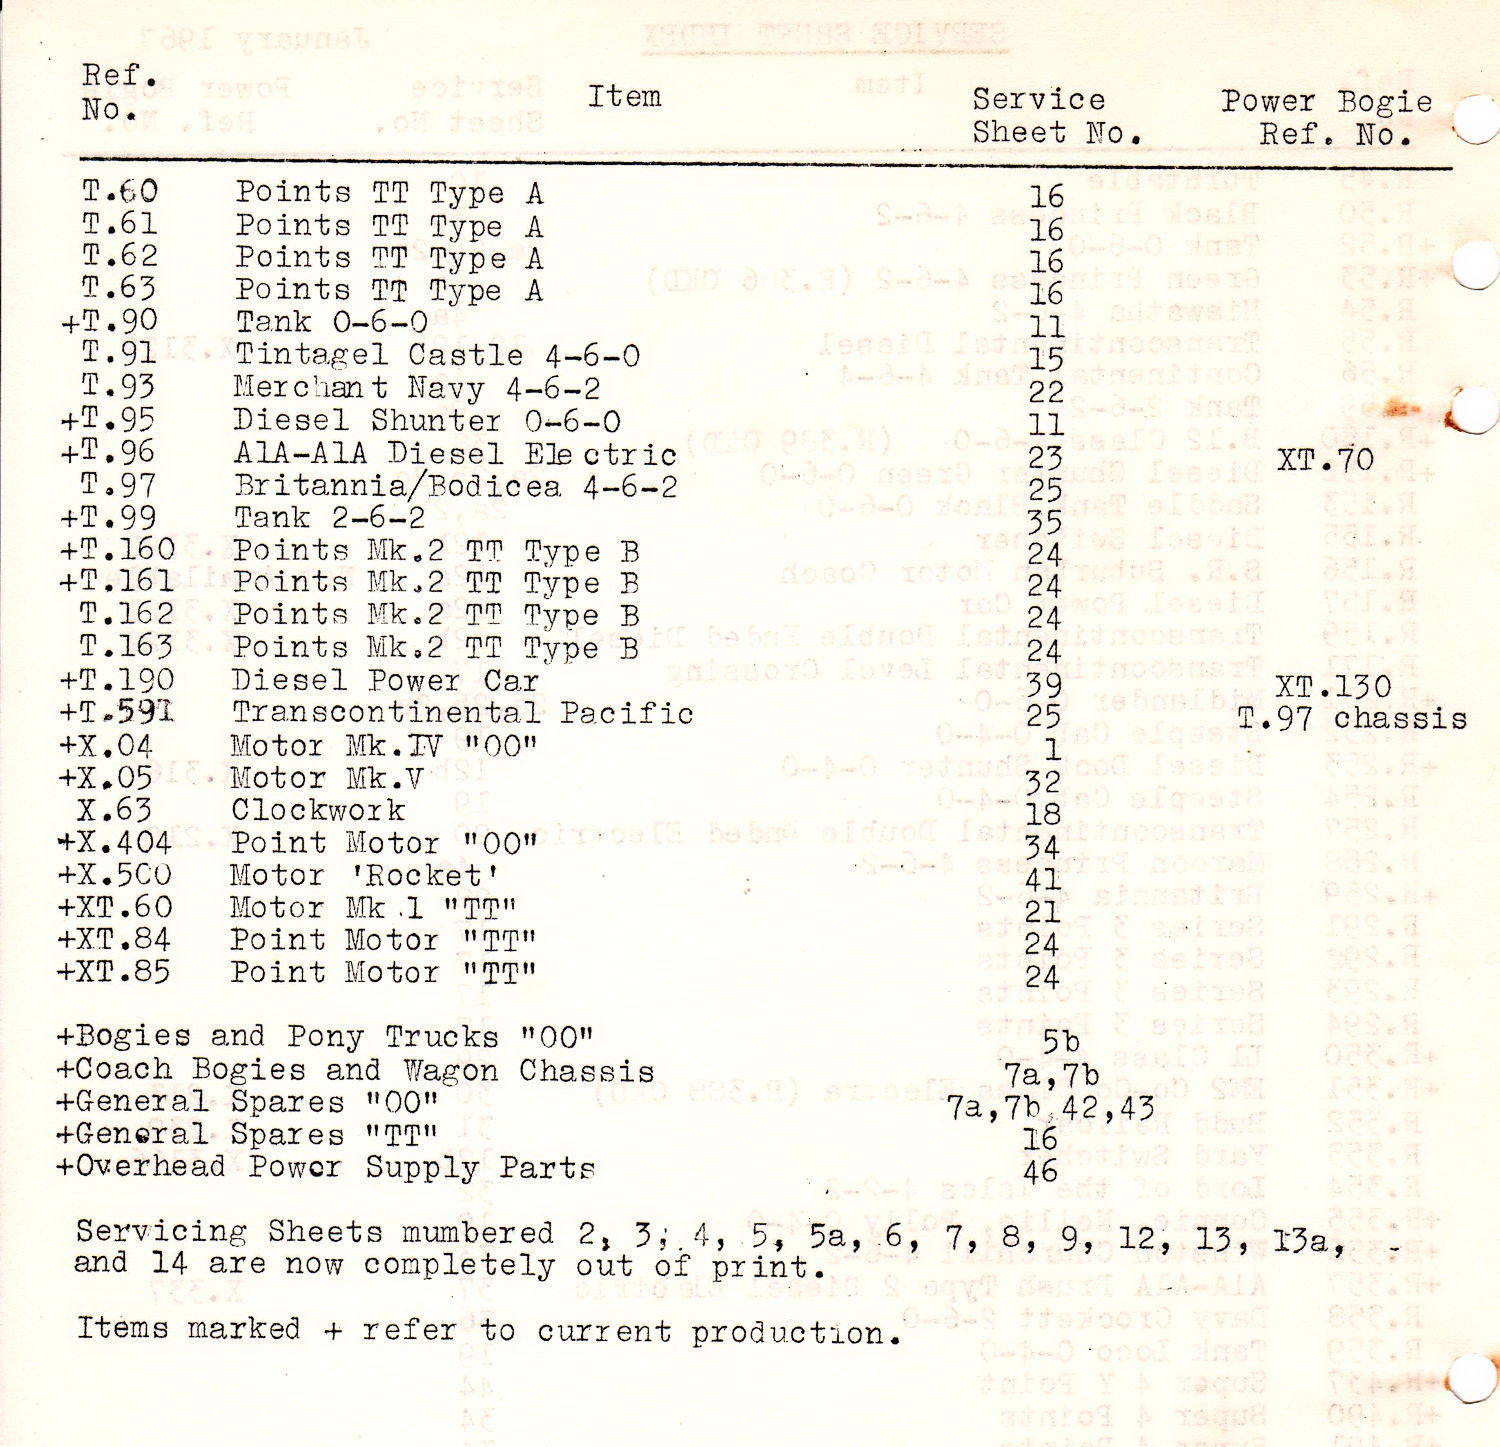 Ref. No. Item Service Sheet No. Power Bogie Ref. No.
T.60 Points TT Type A 16
T.61 Points TT Type A 16
T.62 Points TT Type A 16
T.63 Points TT Type A 16
+T.90 Tank 0-6-0 11
T.91 Tintagel Castle 4-6-0 15
T.93 Merchant Navy 4-6-2 22
+T.95 Diesel Shunter 0-6-0 11
+T.96 A1A-A1A Diesel Electric 23 XT.70
T.97 Britannia/Bodicea 4-6-2 25
+T.99 Tank 2-6-2 35
+T.160 Points Mk.2 TT Type B 24
+T.161 Points Mk.2 TT Type B 24
T.162 Points Mk.2 TT Type B 24
T.163 Points Mk.2 TT Type B 24
+T.190 Diesel Power Car 39 XT.130
+T.591 Transcontinental Pacific 25 T.97 chassis
+X.04 Motor Mk.IV "OO" 1
+X.05 Motor Mk.V 32
X.63 Clockwork 18
+X.404 Point Motor "OO" 34
+X.500 Motor 'Rocket' 41
+XT.60 Motor Mk.1 "TT" 21
+XT.84 Point Motor "TT" 24
+XT.85 Point Motor "TT" 24
+Bogies and Pony Trucks "OO" 5b
+Coach Bogies and Wagon Chassis 7a,7b
+General Spares "OO" 7a,7b,42,43
+General Spares "TT" 16
+Overhead Power Supply Parts 46
Servicing Sheets mumbered 2, 3, 4, 5, 5a, 6, 7, 8, 9, 12, 13, 13a,
and 14 are now completely out of print.
Items marked + refer to current production.